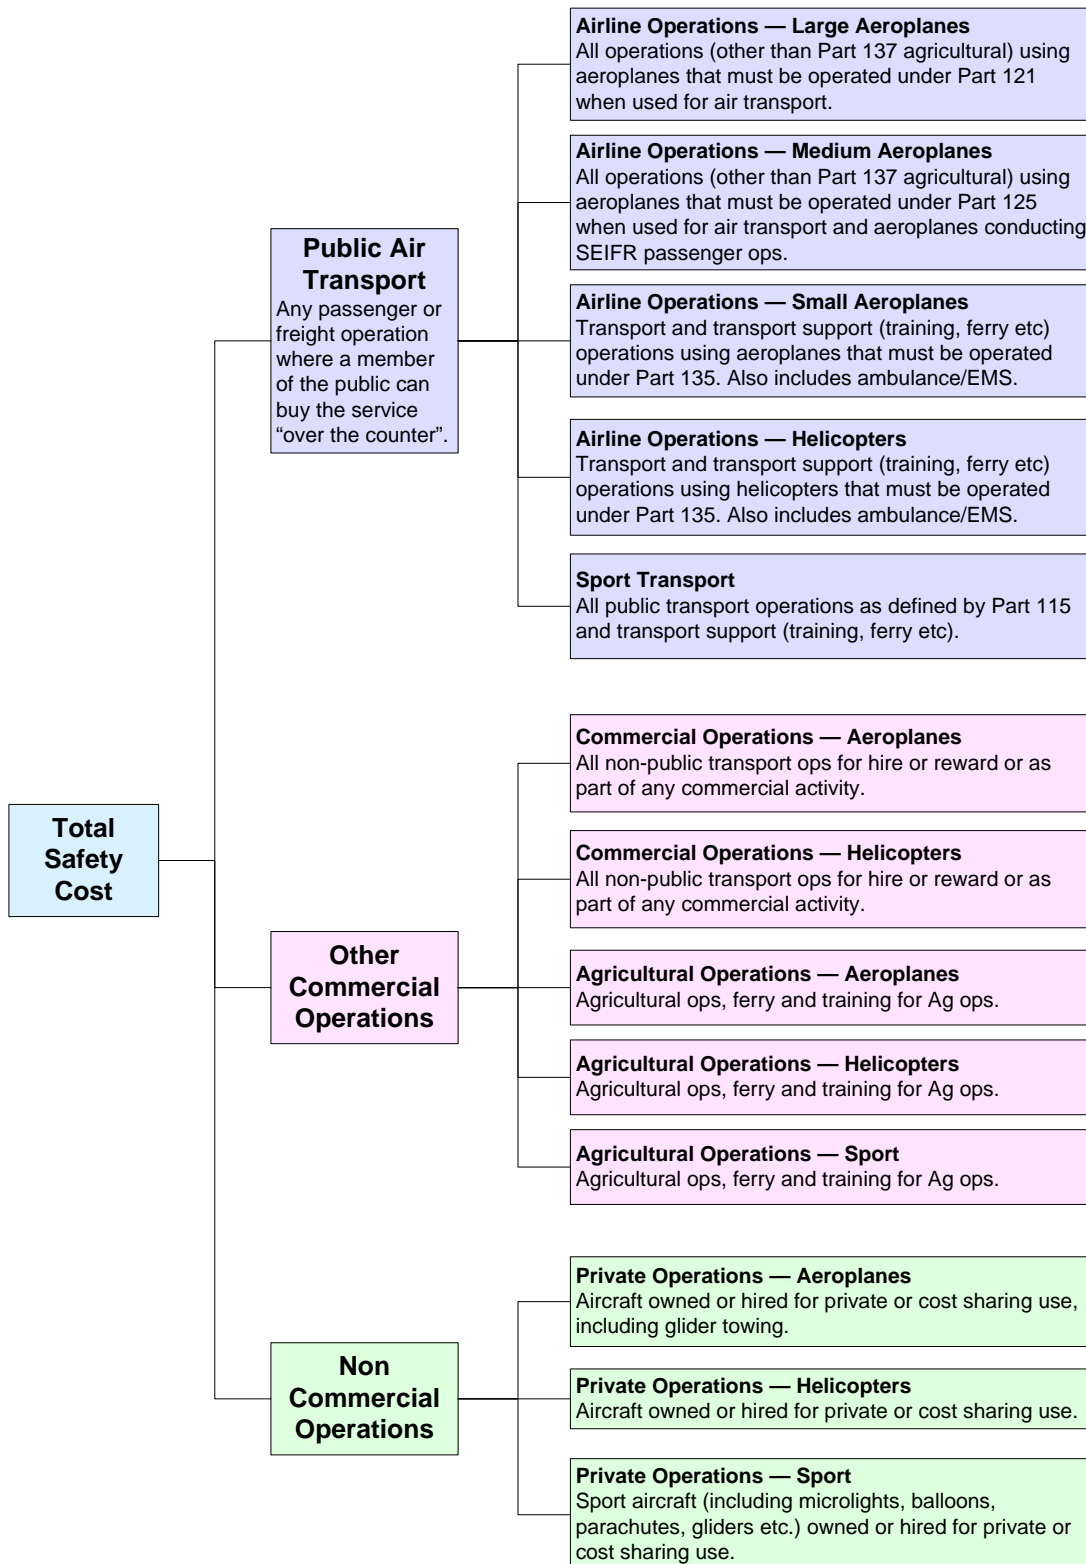 Airline Operations — Large Aeroplanes
All operations (other than Part 137 agricultural) using
aeroplanes that must be operated under Part 121
when used for air transport.
Airline Operations — Medium Aeroplanes
All operations (other than Part 137 agricultural) using
aeroplanes that must be operated under Part 125
when used for air transport and aeroplanes conducting
SEIFR passenger ops.
Public Air
Transport
Any passenger or
freight operation
where a member
of the public can
buy the service
“over the counter”.
Airline Operations — Small Aeroplanes
Transport and transport support (training, ferry etc)
operations using aeroplanes that must be operated
under Part 135. Also includes ambulance/EMS.
Airline Operations — Helicopters
Transport and transport support (training, ferry etc)
operations using helicopters that must be operated
under Part 135. Also includes ambulance/EMS.
Sport Transport
All public transport operations as defined by Part 115
and transport support (training, ferry etc).
Commercial Operations — Aeroplanes
All non-public transport ops for hire or reward or as
part of any commercial activity.
Total
Safety
Cost
Commercial Operations — Helicopters
All non-public transport ops for hire or reward or as
part of any commercial activity.
Other
Commercial
Operations
Agricultural Operations — Aeroplanes
Agricultural ops, ferry and training for Ag ops.
Agricultural Operations — Helicopters
Agricultural ops, ferry and training for Ag ops.
Agricultural Operations — Sport
Agricultural ops, ferry and training for Ag ops.
Private Operations — Aeroplanes
Aircraft owned or hired for private or cost sharing use,
including glider towing.
Non
Commercial
Operations
Private Operations — Helicopters
Aircraft owned or hired for private or cost sharing use.
Private Operations — Sport
Sport aircraft (including microlights, balloons,
parachutes, gliders etc.) owned or hired for private or
cost sharing use.